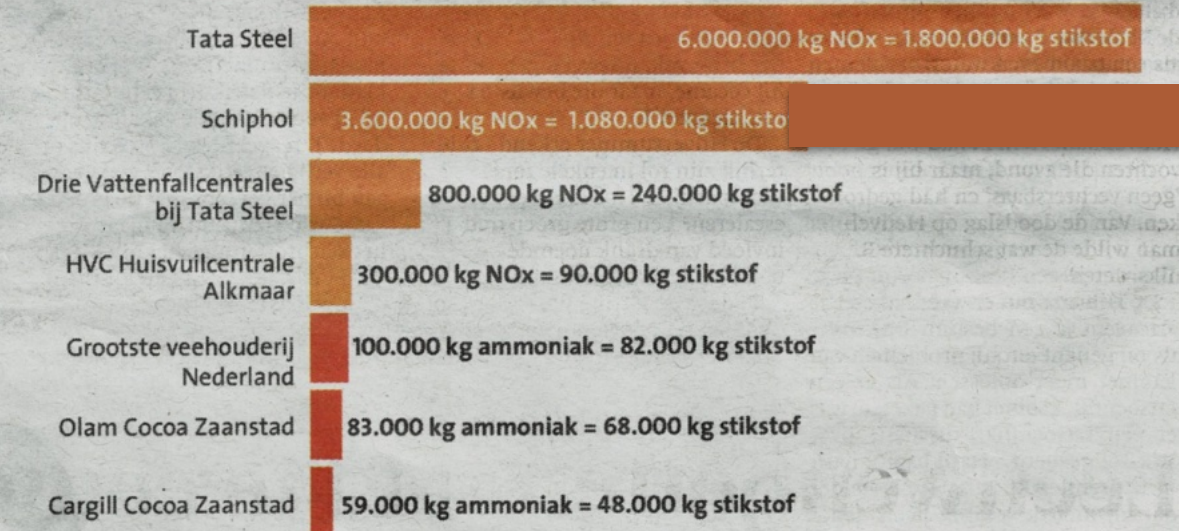 Tata Steel
6.000.000 kg NOx = 1.800.000 kg stikstof
Schiphol
3.600.000 kg NOx = 1.080.000 kg stiksto
Drie Vattenfallcentrales
bij Tata Steel
800.000 kg NOx = 240.000 kg stikstof
HVC Huisvuilcentrale
Alkmaar
300.000 kg NOx = 90.000 kg stikstof
Grootste veehouderij
Nederland
100.000 kg ammoniak = 82.000 kg stikstof
Olam Cocoa Zaanstad
83.000 kg ammoniak = 68.000 kg stikstof
Cargill Cocoa Zaanstad
59.000 kg ammoniak = 48.000 kg stikstof